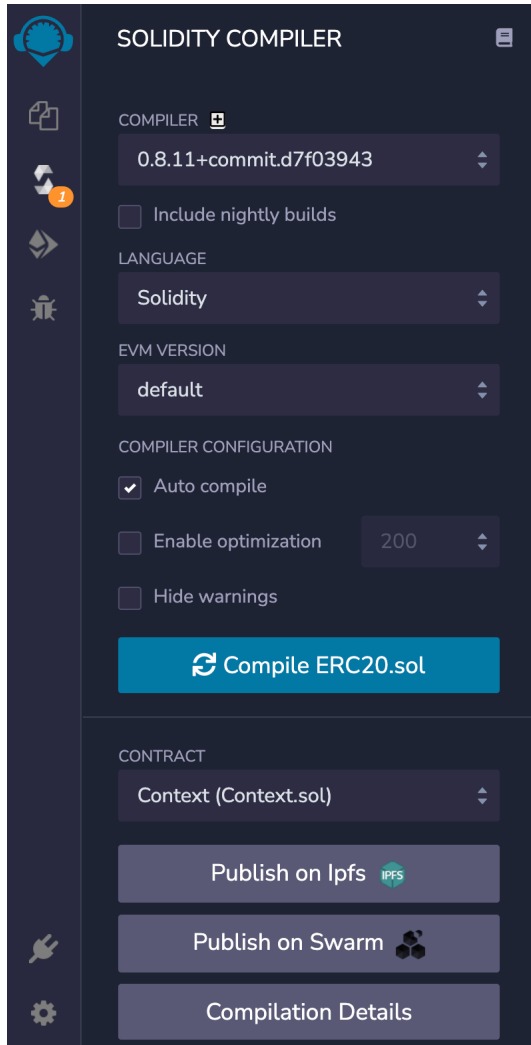 SOLIDITY COMPILER
COMPILER
0.8.11+commit.d7f03943
Include nightly builds
1
LANGUAGE
Solidity
EVM VERSION
default
COMPILER CONFIGURATION
Auto compile
Enable optimization 200
Hide warnings
Compile ERC20.sol
CONTRACT
Context (Context.sol)
Publish on Ipfs IPFS
Publish on Swarm
Compilation Details